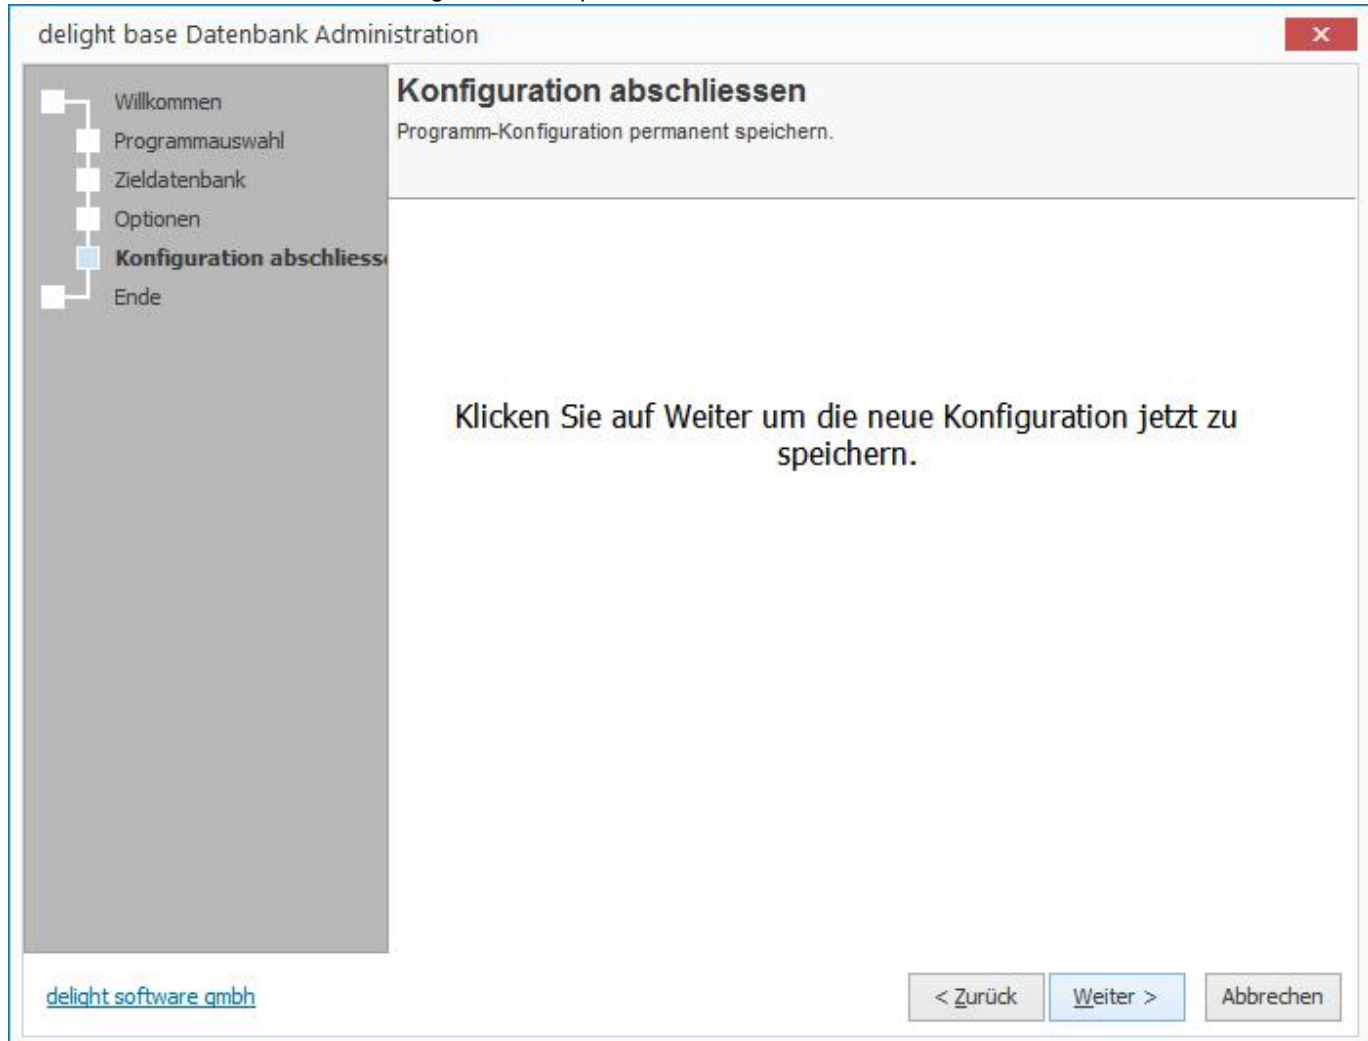 delight base Datenbank Administration
Willkommen
Programmauswahl
Zieldatenbank
Optionen
Konfiguration abschliess
Ende
Konfiguration abschliessen
Programm-Konfiguration permanent speichern.
Klicken Sie auf Weiter um die neue Konfiguration jetzt zu
speichern.
delight software gmbh
< Zurück
Weiter >
Abbrechen